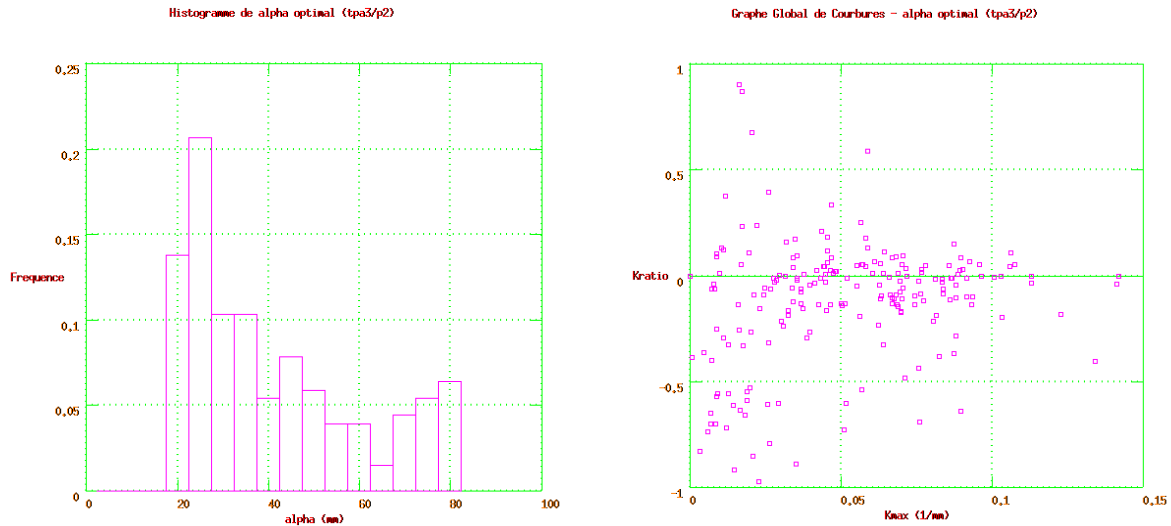 Histogramme de alpha optimal (tpa3/p2)
0,25
0,2
0,15
Frequence
0,1
0,05
0
0 20 40 60 80 100
alpha (mm)
Graphe Global de Courbures - alpha optimal (tpa3/p2)
1
0,5
Kratio
0
-0,5
-1
0,05 0,1 0,15
Kmax (1/mm)